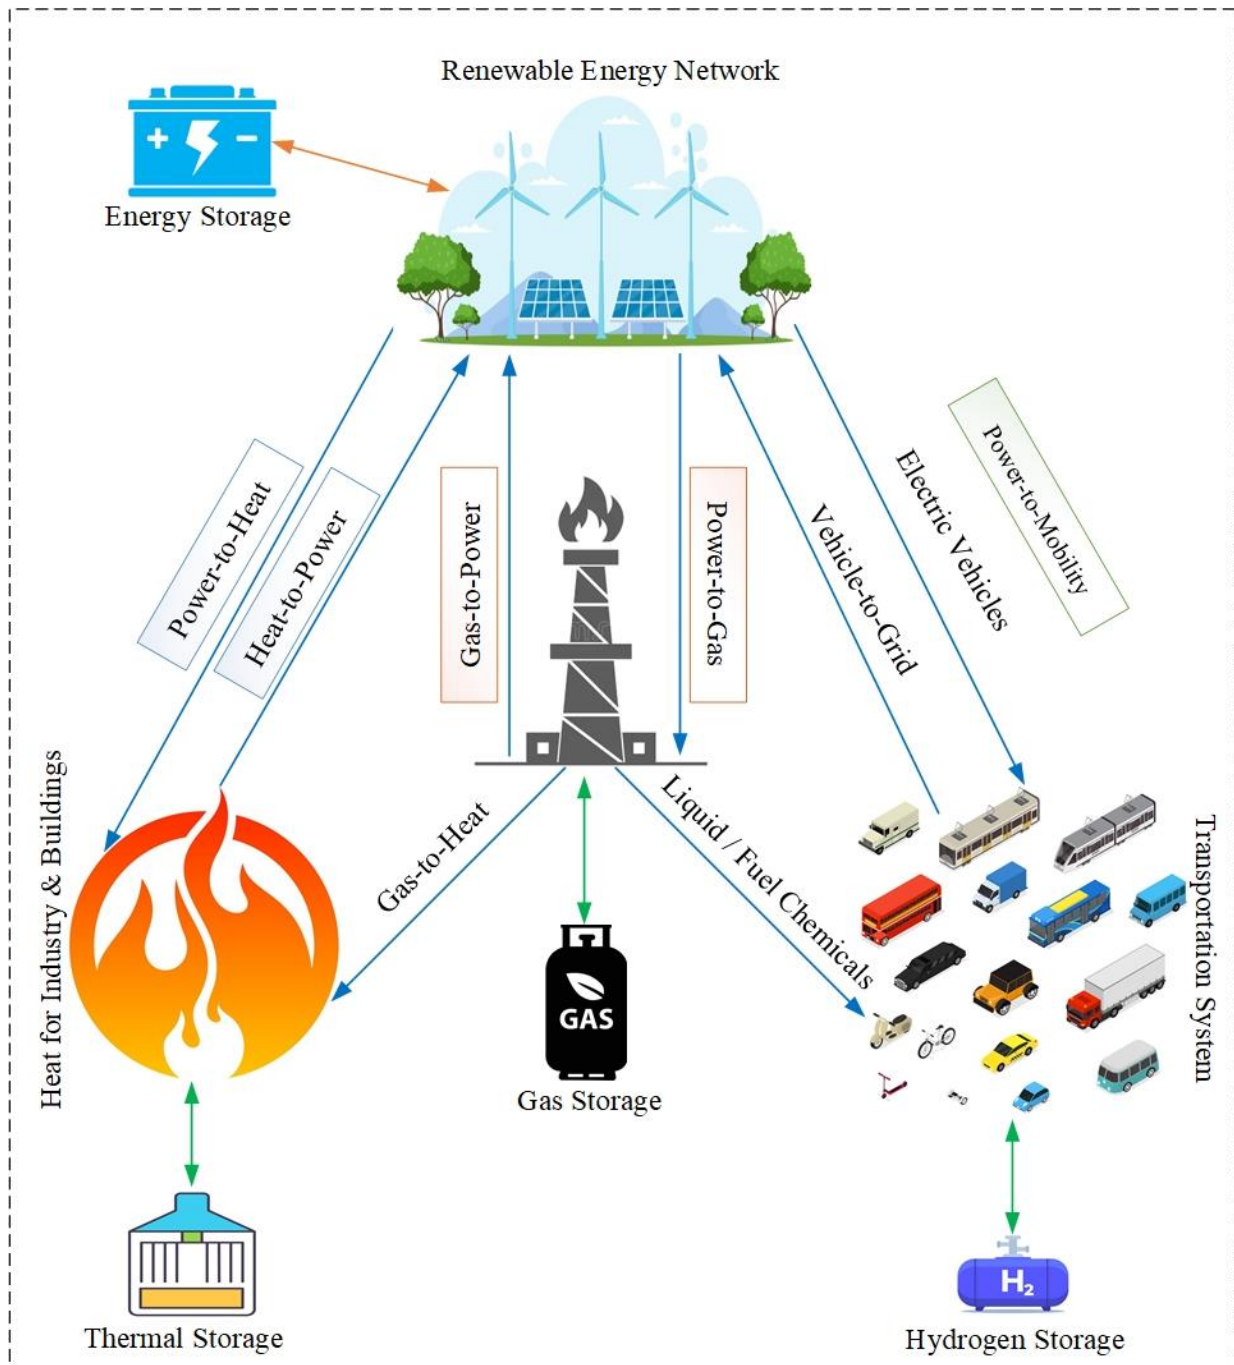 Renewable Energy Network
+ -
Energy Storage
Power-to-Heat
Heat-to-Power
Gas-to-Power
Power-to-Gas
Vehicle-to-Grid
Electric Vehicles
Power-to-Mobility
Heat for Industry & Buildings
Gas-to-Heat
Liquid / Fuel Chemicals
Transportation System
GAS
Gas Storage
H₂
Thermal Storage
Hydrogen Storage